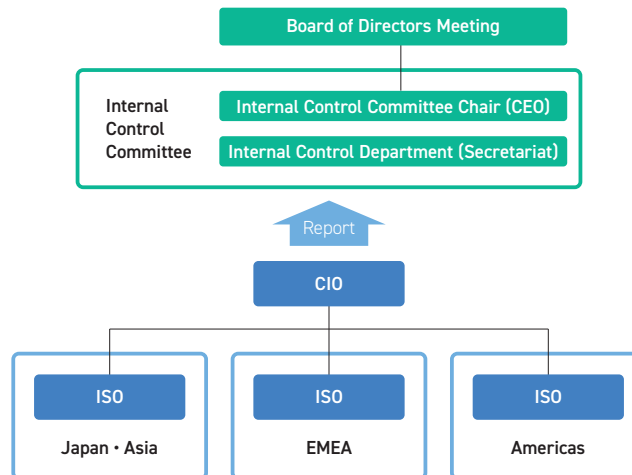 Board of Directors Meeting
Internal
Control
Committee
Internal Control Committee Chair (CEO)
Internal Control Department (Secretariat)
Report
CIO
ISO
ISO
ISO
Japan・Asia
EMEA
Americas